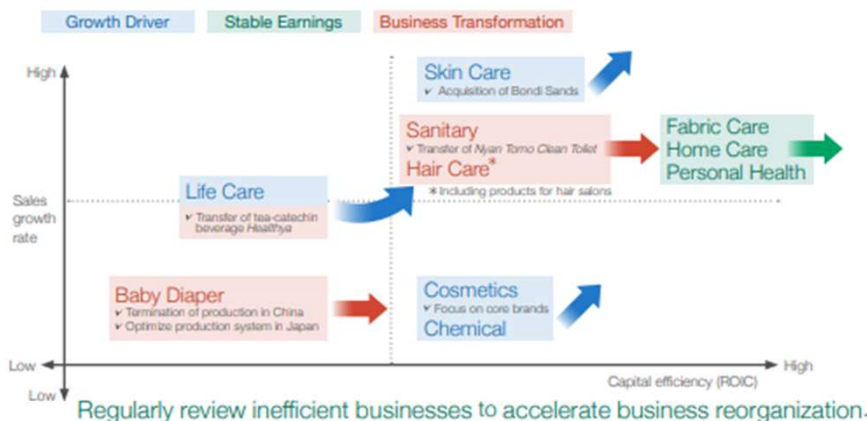 Growth Driver
Stable Earnings
Business Transformation
High
Skin Care
✓ Acquisition of Bondi Sands
Sanitary
✓ Transfer of Nyan Tomo Clean Toilet
Hair Care*
* Including products for hair salons
Fabric Care
Home Care
Personal Health
Sales
growth
rate
Life Care
✓ Transfer of tea-catechin
beverage Healthya
Baby Diaper
✓ Termination of production in China
✓ Optimize production system in Japan
Cosmetics
✓ Focus on core brands
Chemical
Low
High
Capital efficiency (ROIC)
Low
Regularly review inefficient businesses to accelerate business reorganization.